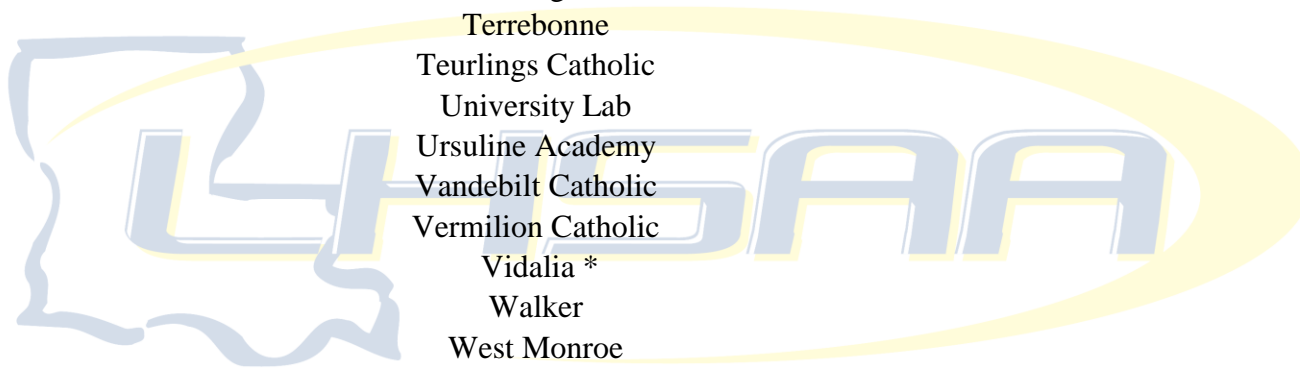 Terrebonne
Teurlings Catholic
University Lab
Ursuline Academy
Vandebilt Catholic
Vermilion Catholic
Vidalia *
Walker
West Monroe
LHSAA